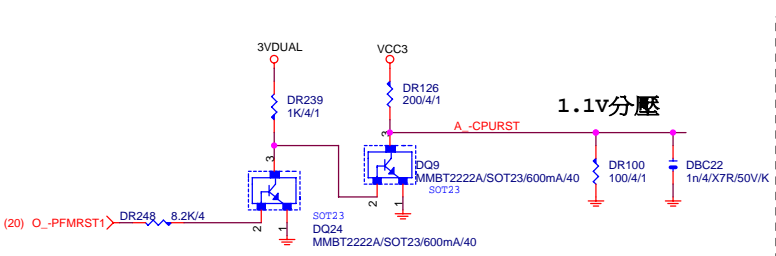 3VDUAL
VCC3
DR239
1K/4/1
DR126
200/4/1
1.1V分壓
A_-CPURST
3
3
DQ9
MMBT2222A/SOT23/600mA/40
SOT23
2
1
DR100
100/4/1
DBC22
1n/4/X7R/50V/K
(20) O_-PFMRST1
DR248
8.2K/4
2
1
SOT23
DQ24
MMBT2222A/SOT23/600mA/40